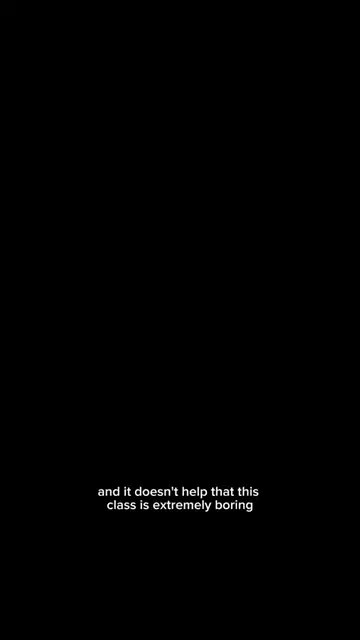 and it doesn't help that this
class is extremely boring